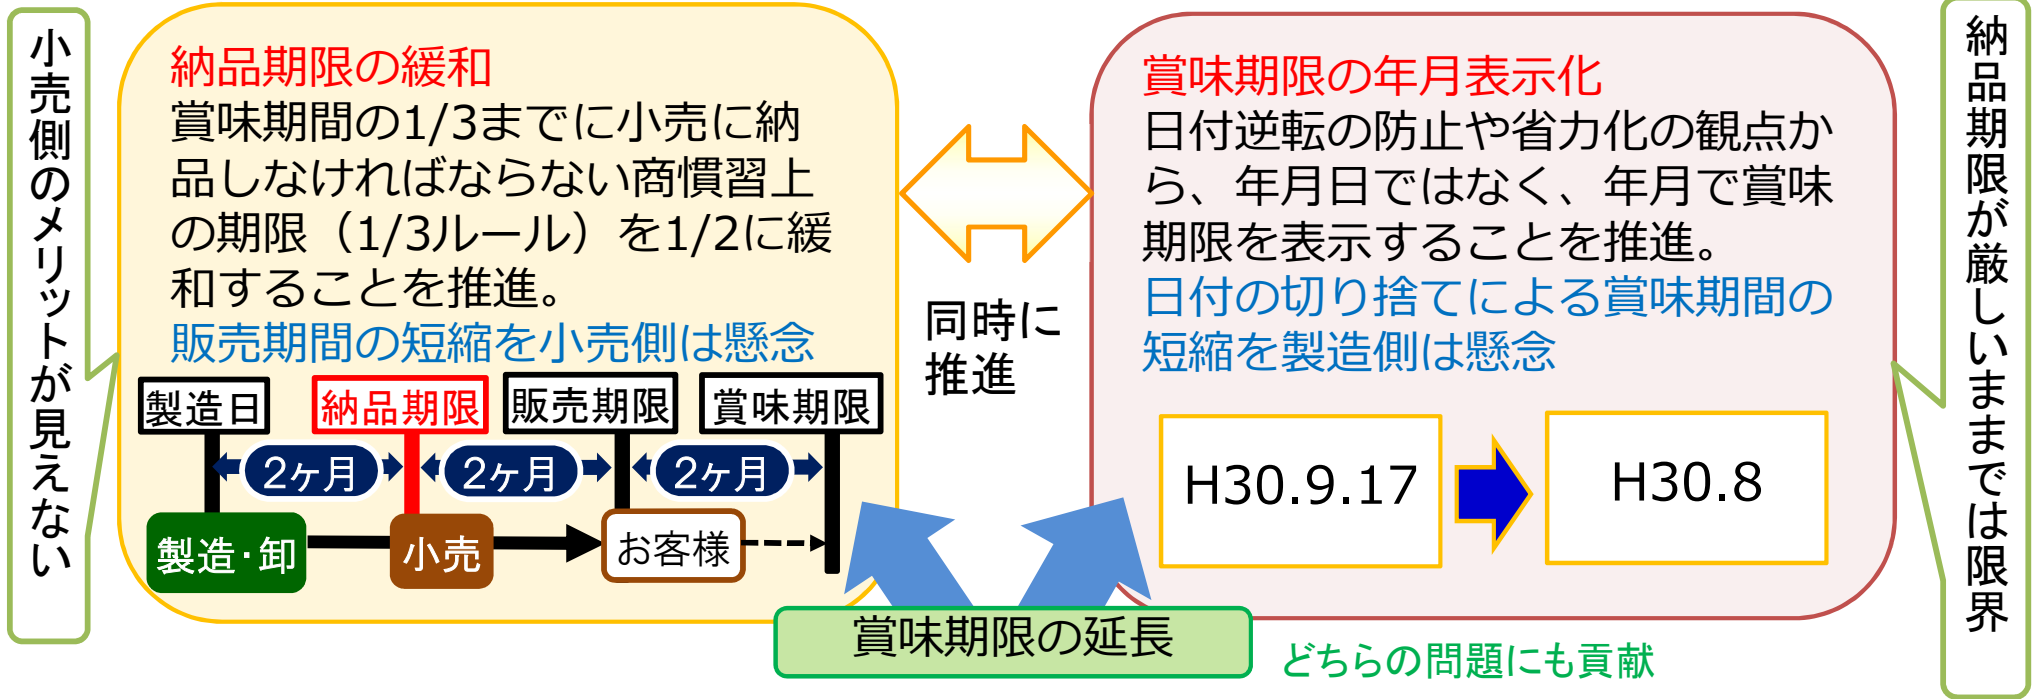 小売側のメリットが見えない
納品期限の緩和
賞味期間の1/3までに小売に納
品しなければならない商慣習上
の期限（1/3ルール）を1/2に緩
和することを推進。
販売期間の短縮を小売側は懸念
製造日
納品期限
販売期限
賞味期限
2ヶ月
2ヶ月
2ヶ月
製造・卸
小売
お客様
同時に
推進
賞味期限の年月表示化
日付逆転の防止や省力化の観点か
ら、年月日ではなく、年月で賞味
期限を表示することを推進。
日付の切り捨てによる賞味期間の
短縮を製造側は懸念
H30.9.17
H30.8
納品期限が厳しいままでは限界
賞味期限の延長
どちらの問題にも貢献